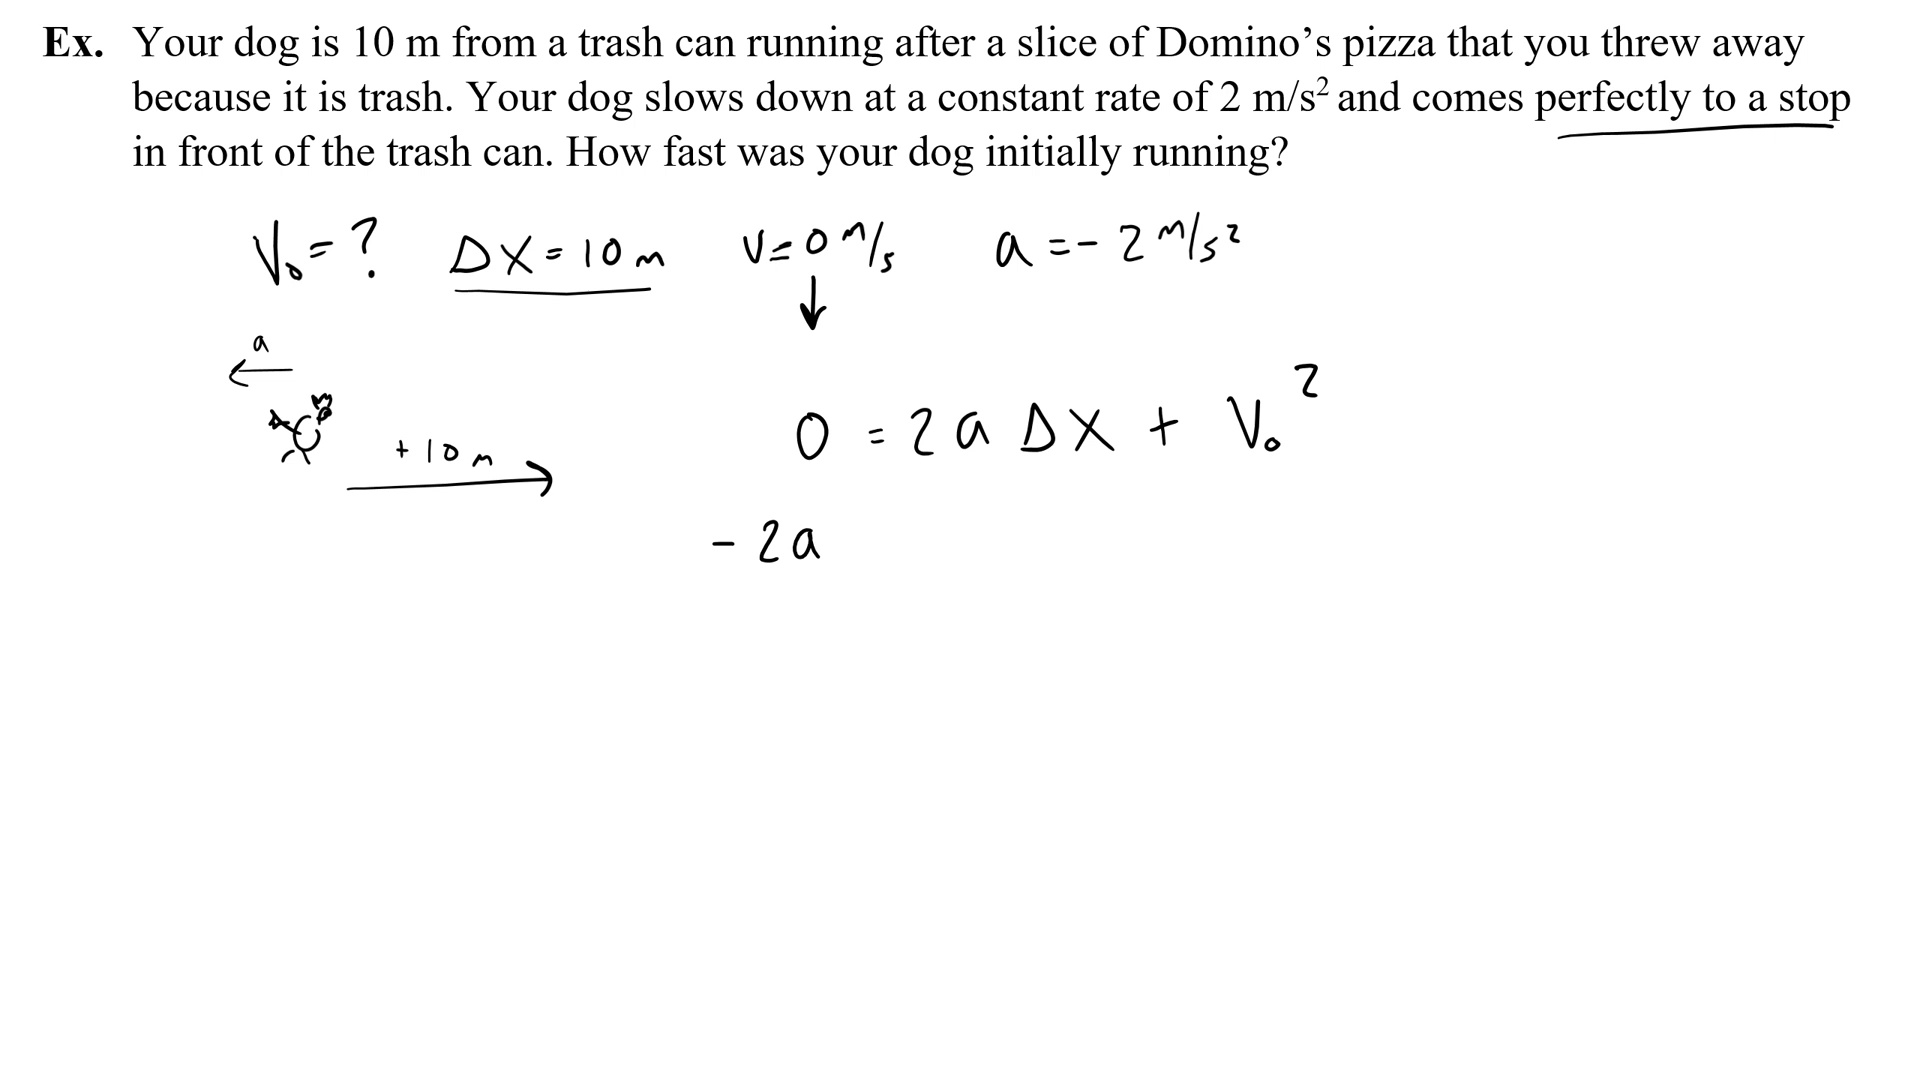 Ex. Your dog is 10 m from a trash can running after a slice of Domino’s pizza that you threw away
because it is trash. Your dog slows down at a constant rate of 2 m/s² and comes perfectly to a stop
in front of the trash can. How fast was your dog initially running?
V₀ = ? ΔX = 10 m V = 0 m/s a = - 2 m/s²
a
+ 10 m
0 = 2 a ΔX + V₀²
- 2a